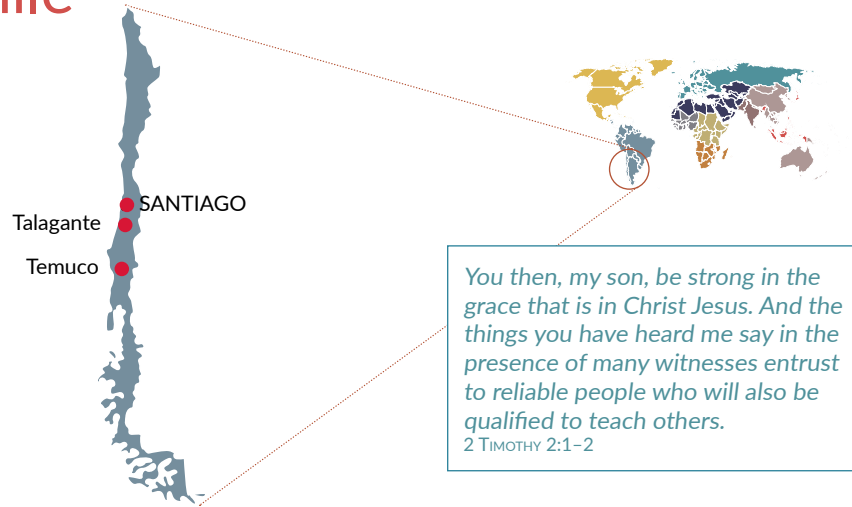 SANTIAGO
Talagante
Temuco
You then, my son, be strong in the
grace that is in Christ Jesus. And the
things you have heard me say in the
presence of many witnesses entrust
to reliable people who will also be
qualified to teach others.
2 Timothy 2:1–2